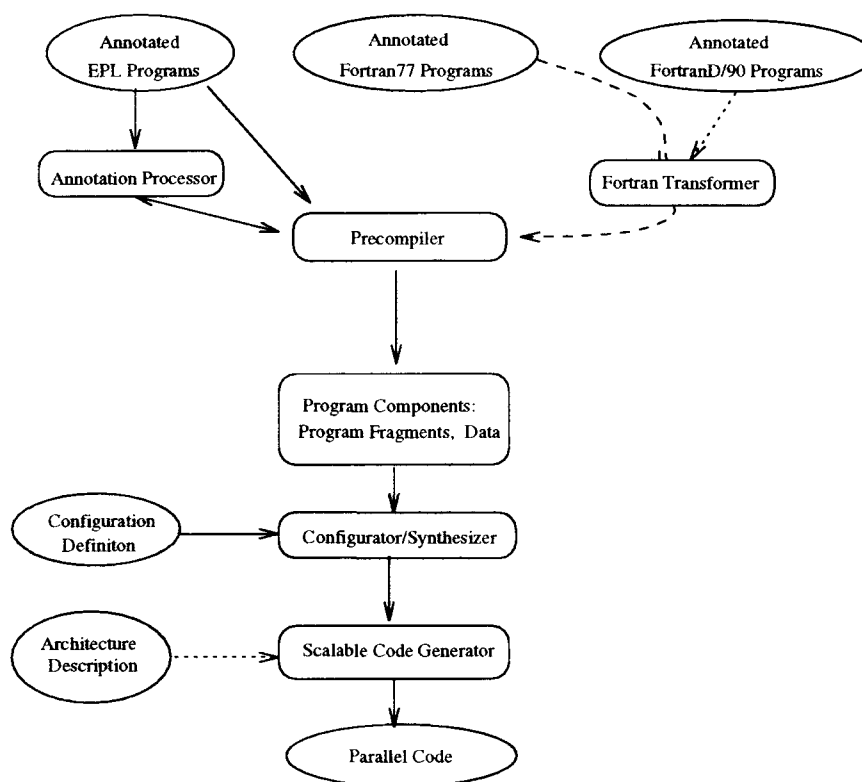 Annotated
EPL Programs
Annotated
Fortran77 Programs
Annotated
FortranD/90 Programs
Annotation Processor
Fortran Transformer
Precompiler
Program Components:
Program Fragments, Data
Configuration
Definiton
Configurator/Synthesizer
Architecture
Description
Scalable Code Generator
Parallel Code